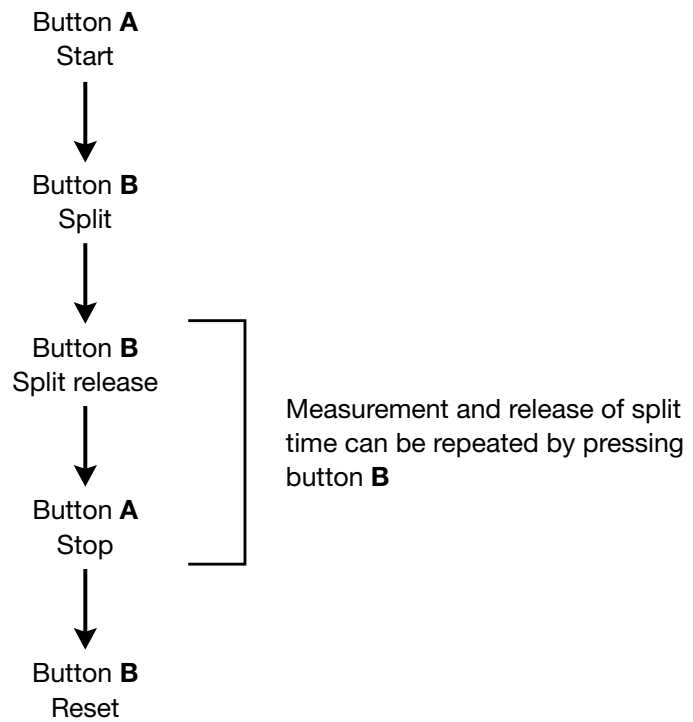 Button A
Start
Button B
Split
Button B
Split release
Measurement and release of split
time can be repeated by pressing
button B
Button A
Stop
Button B
Reset